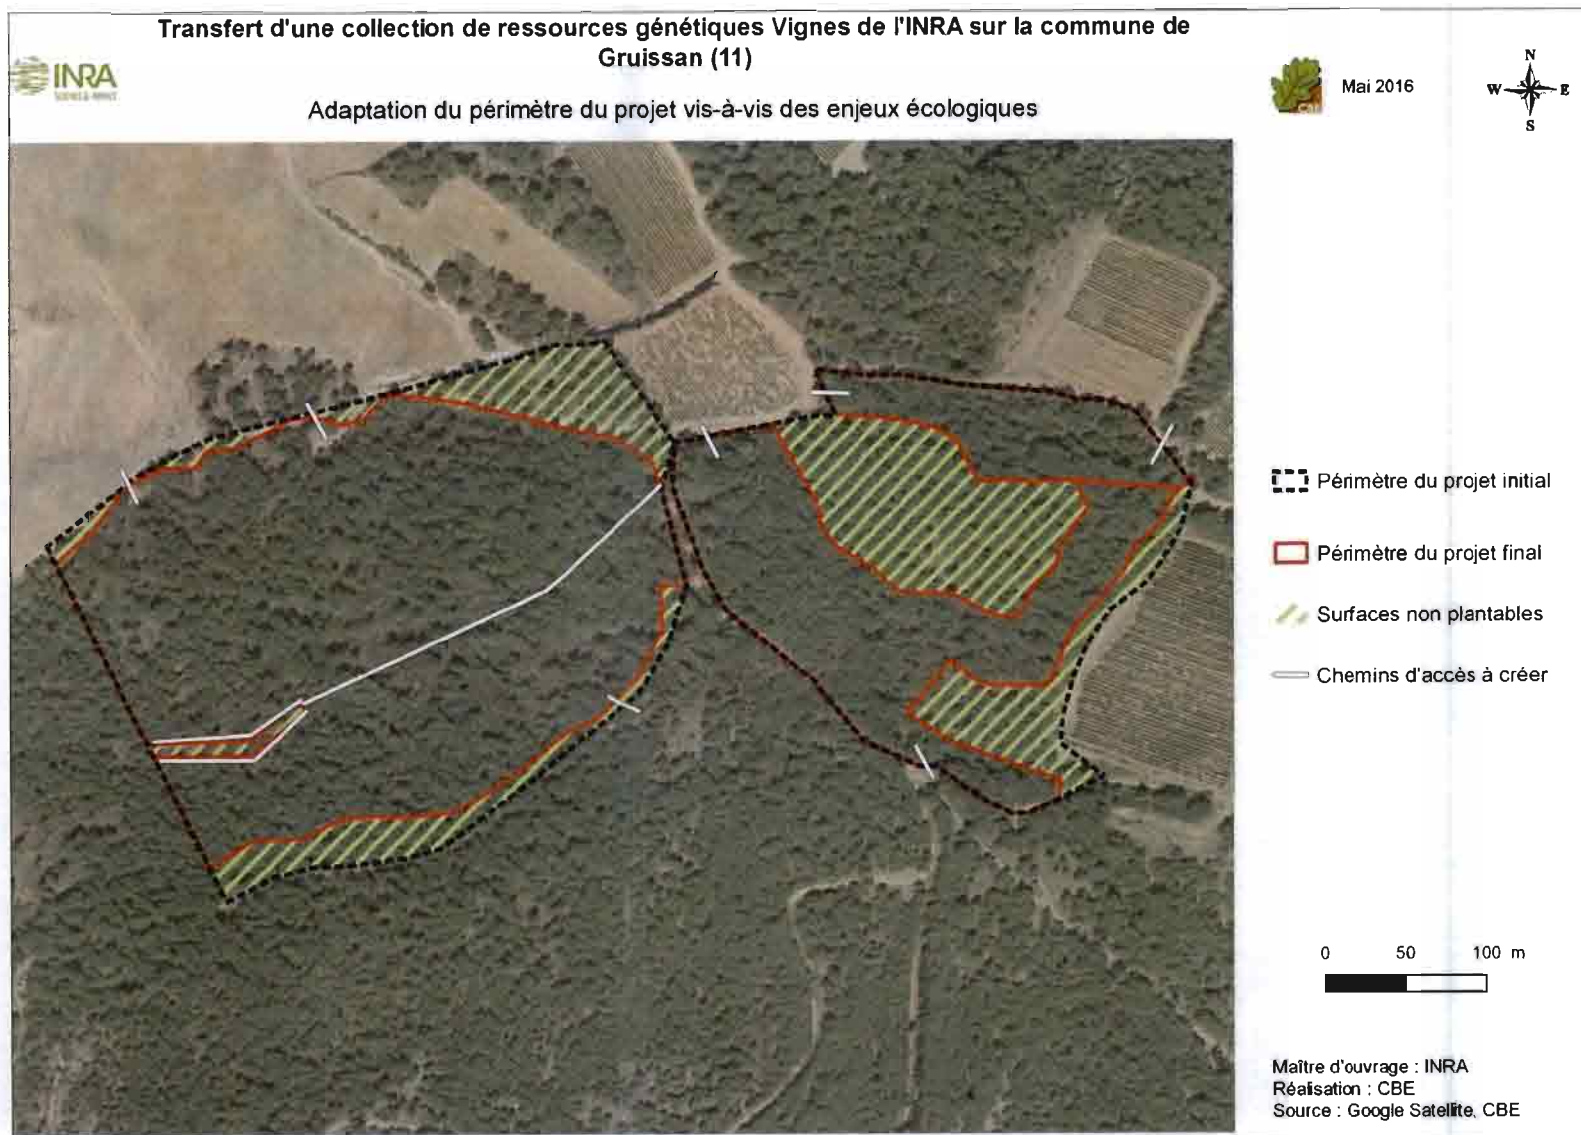 Transfert d'une collection de ressources génétiques Vignes de l'INRA sur la commune de
Gruissan (11)
INRA
Adaptation du périmètre du projet vis-à-vis des enjeux écologiques
Mai 2016
N
W E
S
Périmètre du projet initial
Périmètre du projet final
Surfaces non plantables
Chemins d'accès à créer
0 50 100 m
Maître d'ouvrage : INRA
Réalisation : CBE
Source : Google Satellite, CBE